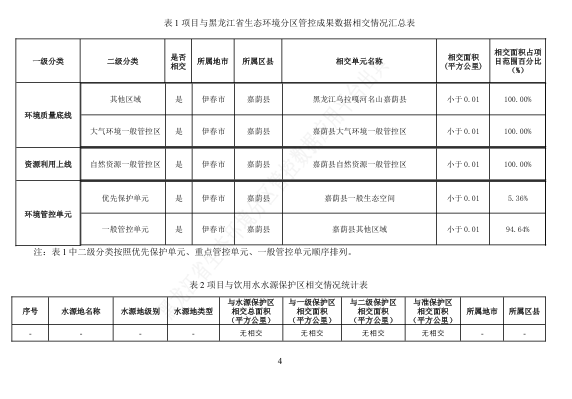 表 1 项目与黑龙江省生态环境分区管控成果数据相交情况汇总表
一级分类 二级分类 是否相交 所属地市 所属区县 相交单元名称 相交面积(平方公里) 相交面积占项目范围百分比(%)
环境质量底线 其他区域 是 伊春市 嘉荫县 黑龙江乌拉嘎河名山嘉荫县 小于 0.01 100.00%
大气环境一般管控区 是 伊春市 嘉荫县 嘉荫县大气环境一般管控区 小于 0.01 100.00%
资源利用上线 自然资源一般管控区 是 伊春市 嘉荫县 嘉荫县自然资源一般管控区 小于 0.01 100.00%
环境管控单元 优先保护单元 是 伊春市 嘉荫县 嘉荫县一般生态空间 小于 0.01 5.36%
一般管控单元 是 伊春市 嘉荫县 嘉荫县其他区域 小于 0.01 94.64%
注：表 1 中二级分类按照优先保护单元、重点管控单元、一般管控单元顺序排列。
表 2 项目与饮用水水源保护区相交情况统计表
序号 水源地名称 水源地级别 水源地类型 与水源保护区相交总面积（平方公里） 与一级保护区相交面积（平方公里） 与二级保护区相交面积（平方公里） 与准保护区相交面积（平方公里） 所属地市 所属区县
- - - - 无相交 无相交 无相交 无相交 - -
4